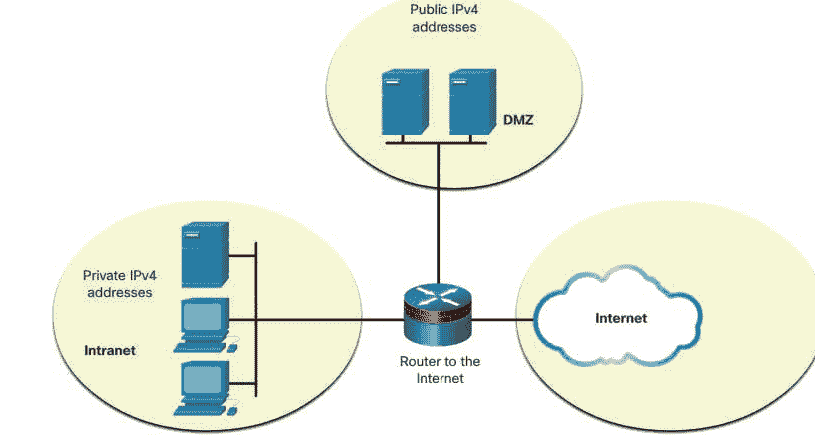 Public IPv4
addresses
DMZ
Private IPv4
addresses
Intranet
Router to the
Internet
Internet